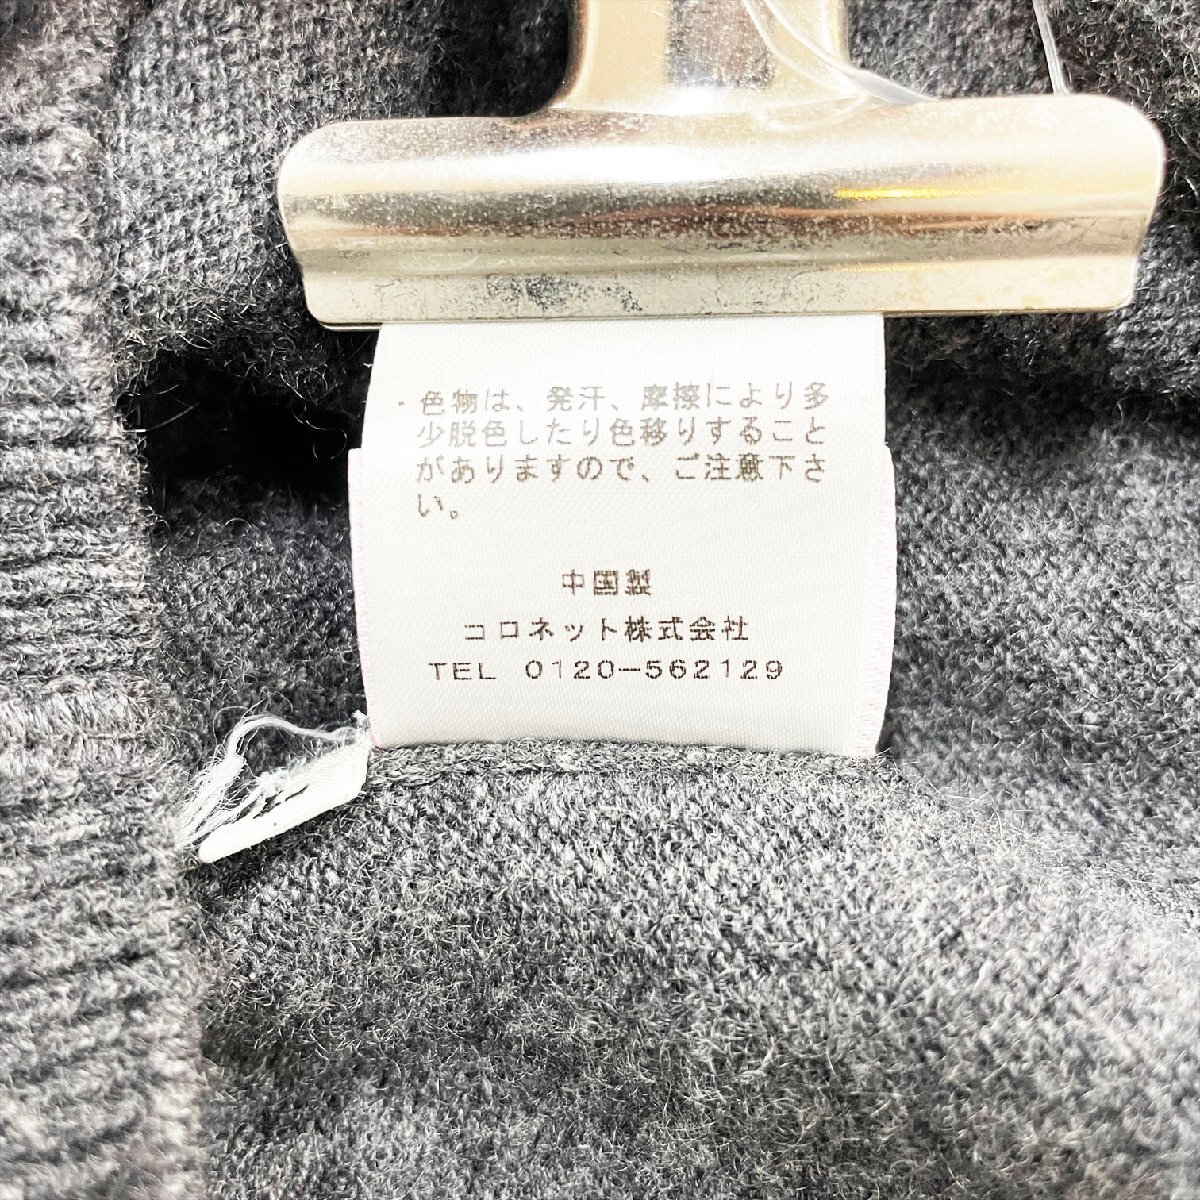 ・色物は、発汗、摩擦により多
少脱色したり色移りすること
がありますので、ご注意下さ
い。
中国製
コロネット株式会社
TEL 0120-562129